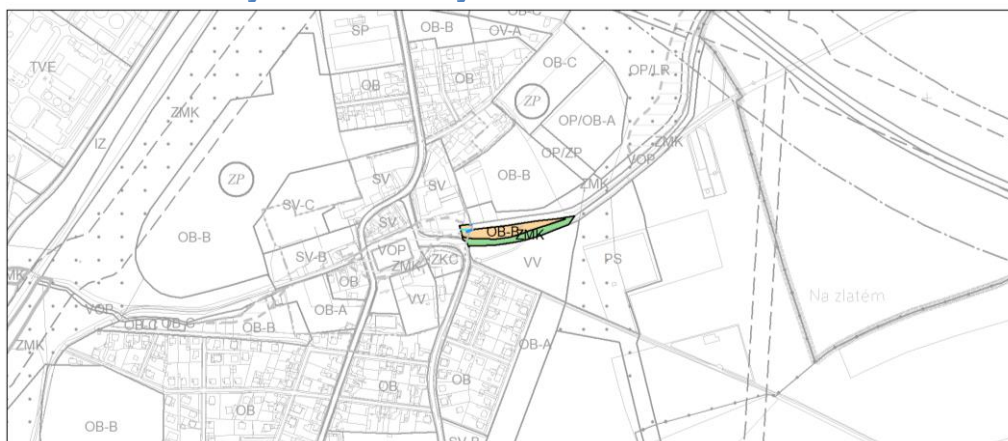 SP
OB-B
OV-A
OB-C
TVE
OB
OB
OB-C
OP/LR
ZMK
ZP
IZ
OP/OB-A
ZP
OP/ZP
VOP
ZMK
SV
SV
OB-B
ZMK
SV-C
SV
OB-B
OB-B
ZMK
SV-B
VOP
ZMK
ZKC
VV
PS
OB
VV
Na zlatém
VOP
OB-C
OB-B
OB-A
ZMK
OB-A
OB
OB
OB
OB-B
SV-B